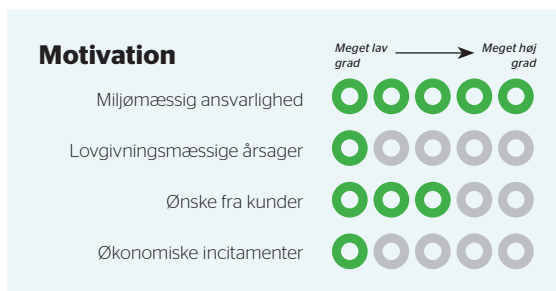 Motivation
Meget lav grad
Meget høj grad
Miljømæssig ansvarlighed
Lovgivningsmæssige årsager
Ønske fra kunder
Økonomiske incitamenter